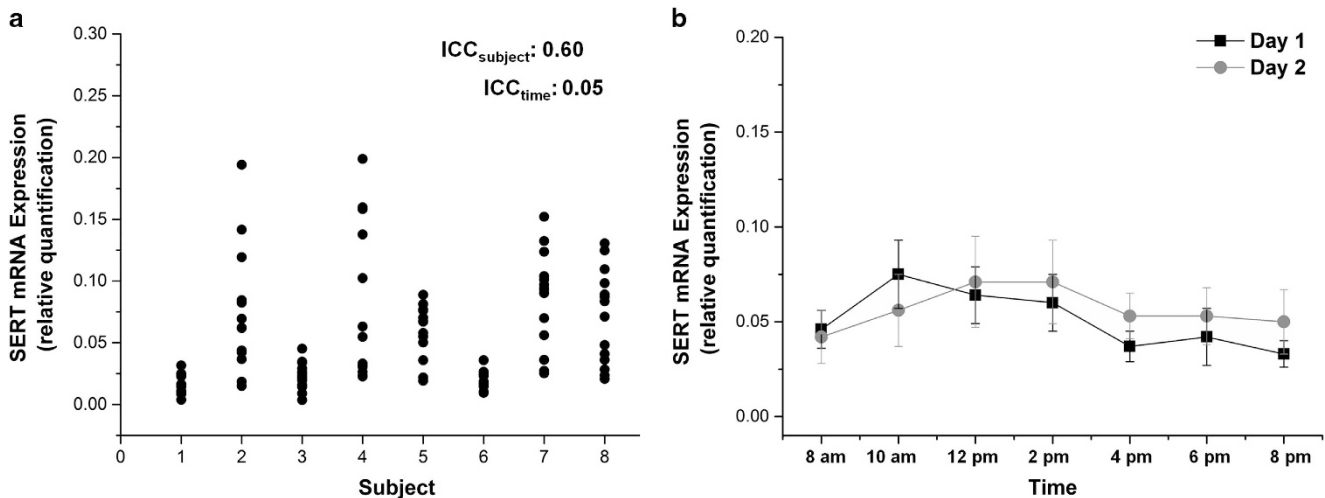 a
SERT mRNA Expression
(relative quantification)
0.30
0.25
0.20
0.15
0.10
0.05
0.00
ICCsubject: 0.60
ICCtime: 0.05
0 1 2 3 4 5 6 7 8
Subject
b
SERT mRNA Expression
(relative quantification)
0.20
0.15
0.10
0.05
0.00
Day 1
Day 2
8 am 10 am 12 pm 2 pm 4 pm 6 pm 8 pm
Time